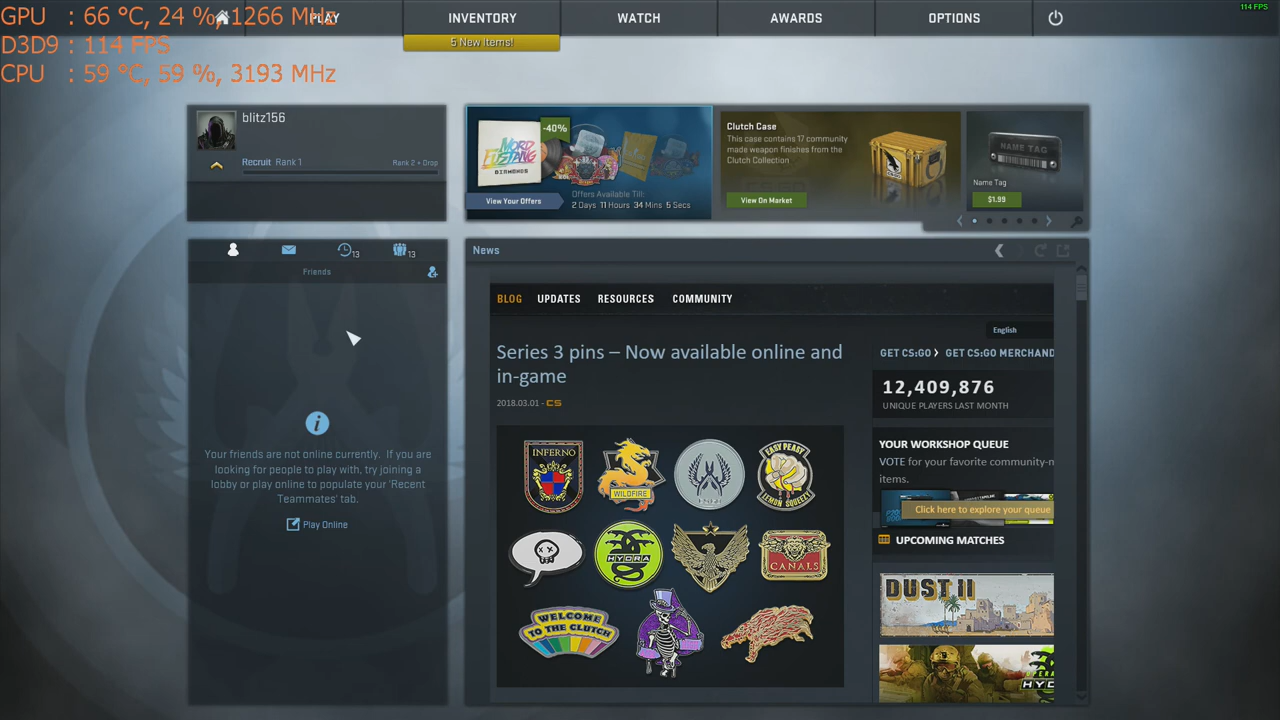 GPU : 66 °C, 24 %, 1266 MHz
D3D9 : 114 FPS
CPU : 59 °C, 59 %, 3193 MHz
PLAY
INVENTORY
WATCH
AWARDS
OPTIONS
114 FPS
5 New Items!
blitz156
Recruit Rank 1
Rank 2 = Drop
-40%
DIAMONDS
View Your Offers
Offers Available Till:
2 Days 11 Hours 34 Mins 5 Secs
Clutch Case
This case contains 17 community
made weapon finishes from the
Clutch Collection
View On Market
NAME TAG
Name Tag
$1.99
13
13
Friends
Your friends are not online currently. If you are
looking for people to play with, try joining a
lobby or play online to populate your 'Recent
Teammates' tab.
Play Online
News
BLOG
UPDATES
RESOURCES
COMMUNITY
English
Series 3 pins – Now available online and
in-game
2018.03.01 - CS
GET CS:GO
GET CS:GO MERCHAND
12,409,876
UNIQUE PLAYERS LAST MONTH
YOUR WORKSHOP QUEUE
VOTE for your favorite community-m
items.
Click here to explore your queue
UPCOMING MATCHES
DUST II
HYD
INFERNO
WILDFIRE
CSGO
EASY PEASY
LEMON SQUEEZY
HYDRA
CANALS
WELCOME
TO THE CLUTCH